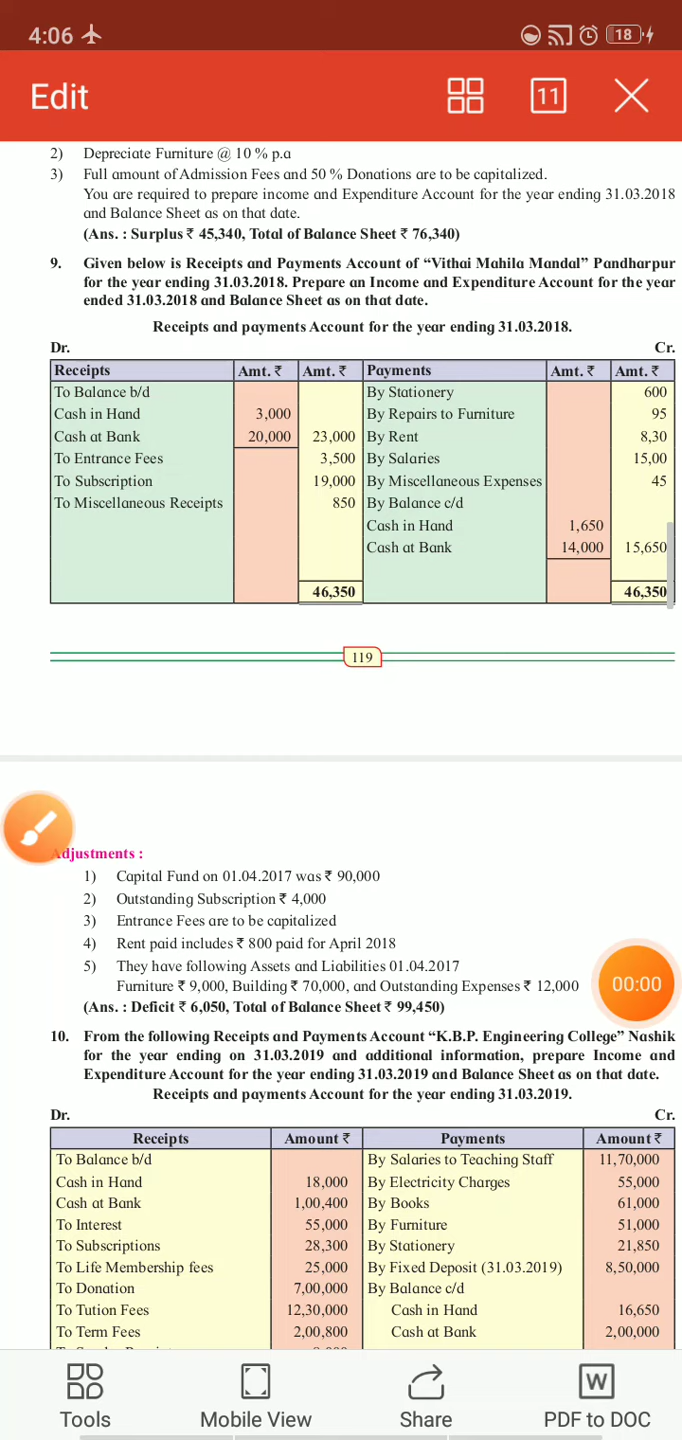 4:06
18
Edit
11
2) Depreciate Furniture @ 10 % p.a
3) Full amount of Admission Fees and 50 % Donations are to be capitalized.
You are required to prepare income and Expenditure Account for the year ending 31.03.2018
and Balance Sheet as on that date.
(Ans. : Surplus ₹ 45,340, Total of Balance Sheet ₹ 76,340)
9. Given below is Receipts and Payments Account of “Vithai Mahila Mandal” Pandharpur
for the year ending 31.03.2018. Prepare an Income and Expenditure Account for the year
ended 31.03.2018 and Balance Sheet as on that date.
Receipts and payments Account for the year ending 31.03.2018.
Dr. Cr.
Receipts Amt. ₹ Amt. ₹ Payments Amt. ₹ Amt. ₹
To Balance b/d By Stationery 600
Cash in Hand 3,000 By Repairs to Furniture 95
Cash at Bank 20,000 23,000 By Rent 8,30
To Entrance Fees 3,500 By Salaries 15,00
To Subscription 19,000 By Miscellaneous Expenses 45
To Miscellaneous Receipts 850 By Balance c/d
Cash in Hand 1,650
Cash at Bank 14,000 15,650
46,350 46,350
119
djustments :
1) Capital Fund on 01.04.2017 was ₹ 90,000
2) Outstanding Subscription ₹ 4,000
3) Entrance Fees are to be capitalized
4) Rent paid includes ₹ 800 paid for April 2018
5) They have following Assets and Liabilities 01.04.2017
Furniture ₹ 9,000, Building ₹ 70,000, and Outstanding Expenses ₹ 12,000
00:00
(Ans. : Deficit ₹ 6,050, Total of Balance Sheet ₹ 99,450)
10. From the following Receipts and Payments Account “K.B.P. Engineering College” Nashik
for the year ending on 31.03.2019 and additional information, prepare Income and
Expenditure Account for the year ending 31.03.2019 and Balance Sheet as on that date.
Receipts and payments Account for the year ending 31.03.2019.
Dr. Cr.
Receipts Amount ₹ Payments Amount ₹
To Balance b/d By Salaries to Teaching Staff 11,70,000
Cash in Hand 18,000 By Electricity Charges 55,000
Cash at Bank 1,00,400 By Books 61,000
To Interest 55,000 By Furniture 51,000
To Subscriptions 28,300 By Stationery 21,850
To Life Membership fees 25,000 By Fixed Deposit (31.03.2019) 8,50,000
To Donation 7,00,000 By Balance c/d
To Tution Fees 12,30,000 Cash in Hand 16,650
To Term Fees 2,00,800 Cash at Bank 2,00,000
W
Tools Mobile View Share PDF to DOC